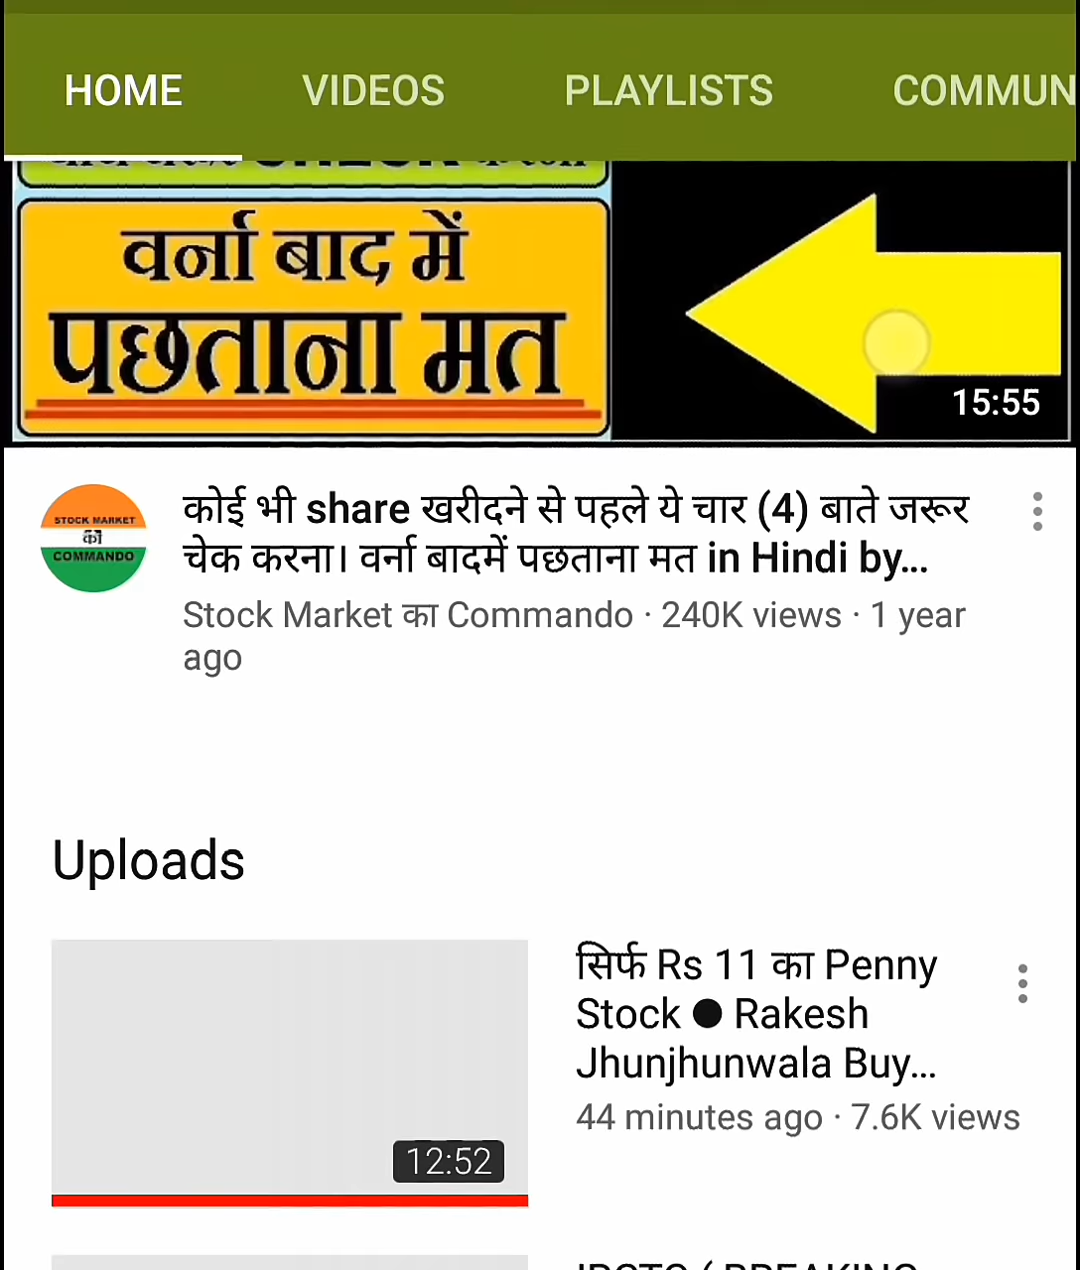 HOME VIDEOS PLAYLISTS COMMUN
वर्ना बाद में
पछताना मत
15:55
STOCK MARKET
का
COMMANDO
कोई भी share खरीदने से पहले ये चार (4) बाते जरूर
चेक करना। वर्ना बादमें पछताना मत in Hindi by...
Stock Market का Commando · 240K views · 1 year
ago
Uploads
सिर्फ Rs 11 का Penny
Stock ● Rakesh
Jhunjhunwala Buy...
44 minutes ago · 7.6K views
12:52